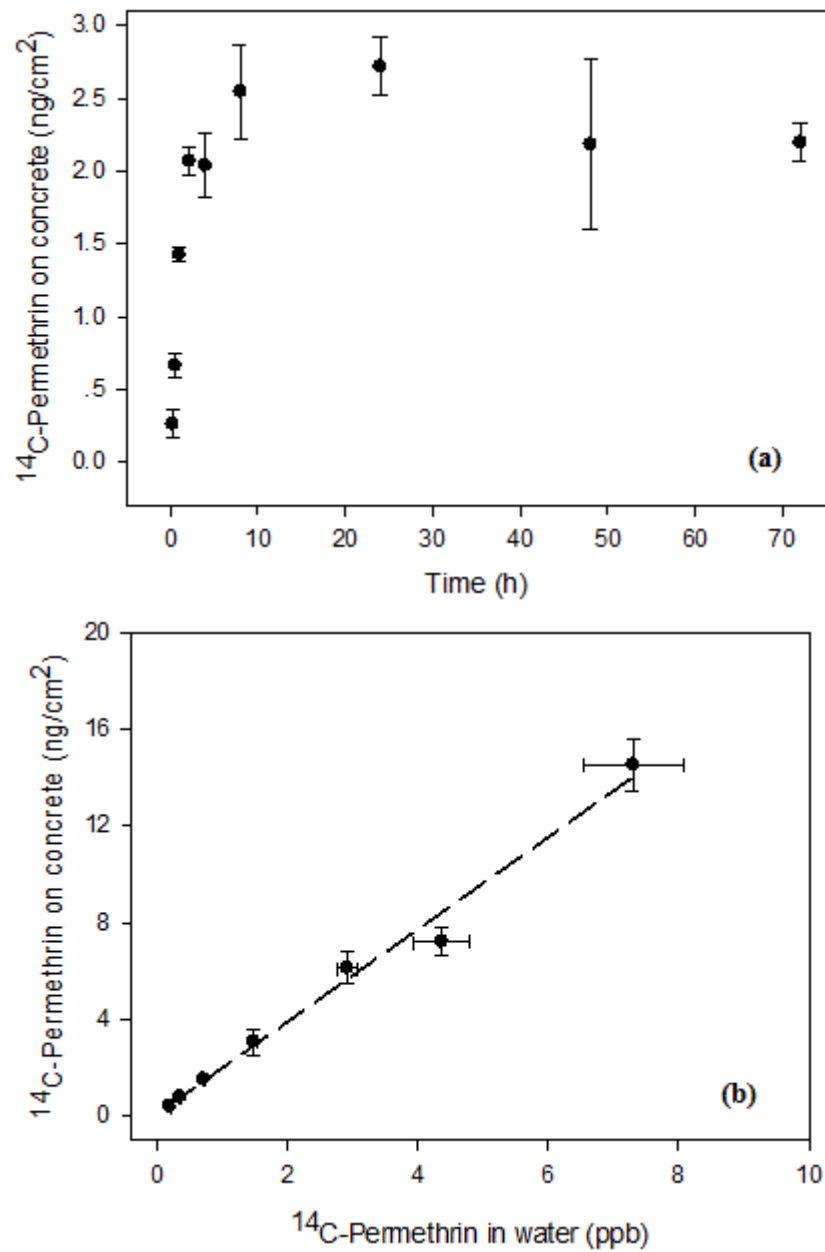 ¹⁴C-Permethrin on concrete (ng/cm²)
3.0
2.5
2.0
1.5
1.0
.5
0.0
(a)
0 10 20 30 40 50 60 70
Time (h)
¹⁴C-Permethrin on concrete (ng/cm²)
20
16
12
8
4
0
(b)
0 2 4 6 8 10
¹⁴C-Permethrin in water (ppb)